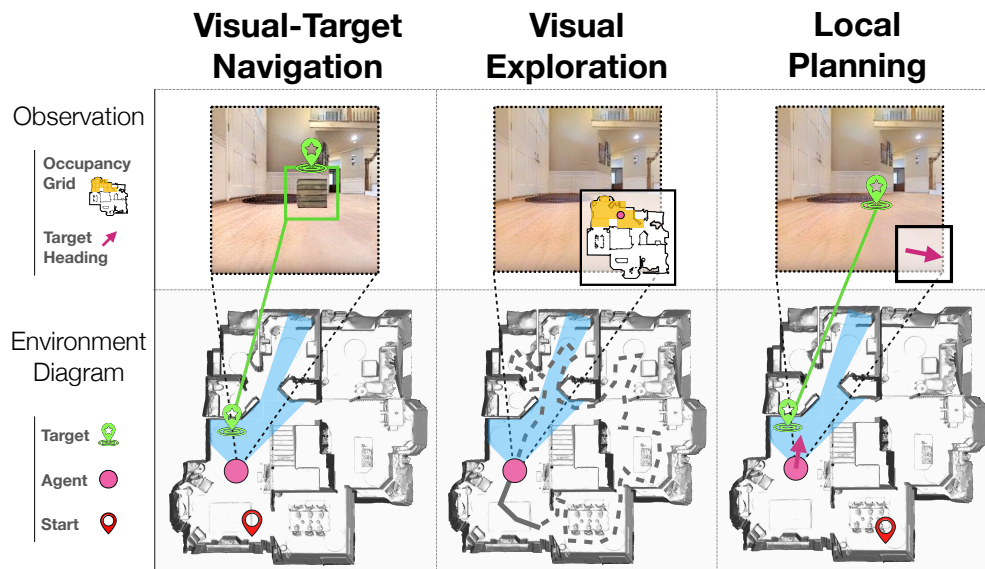 Visual-Target
Navigation
Visual
Exploration
Local
Planning
Observation
Occupancy
Grid
Target
Heading
Environment
Diagram
Target
Agent
Start